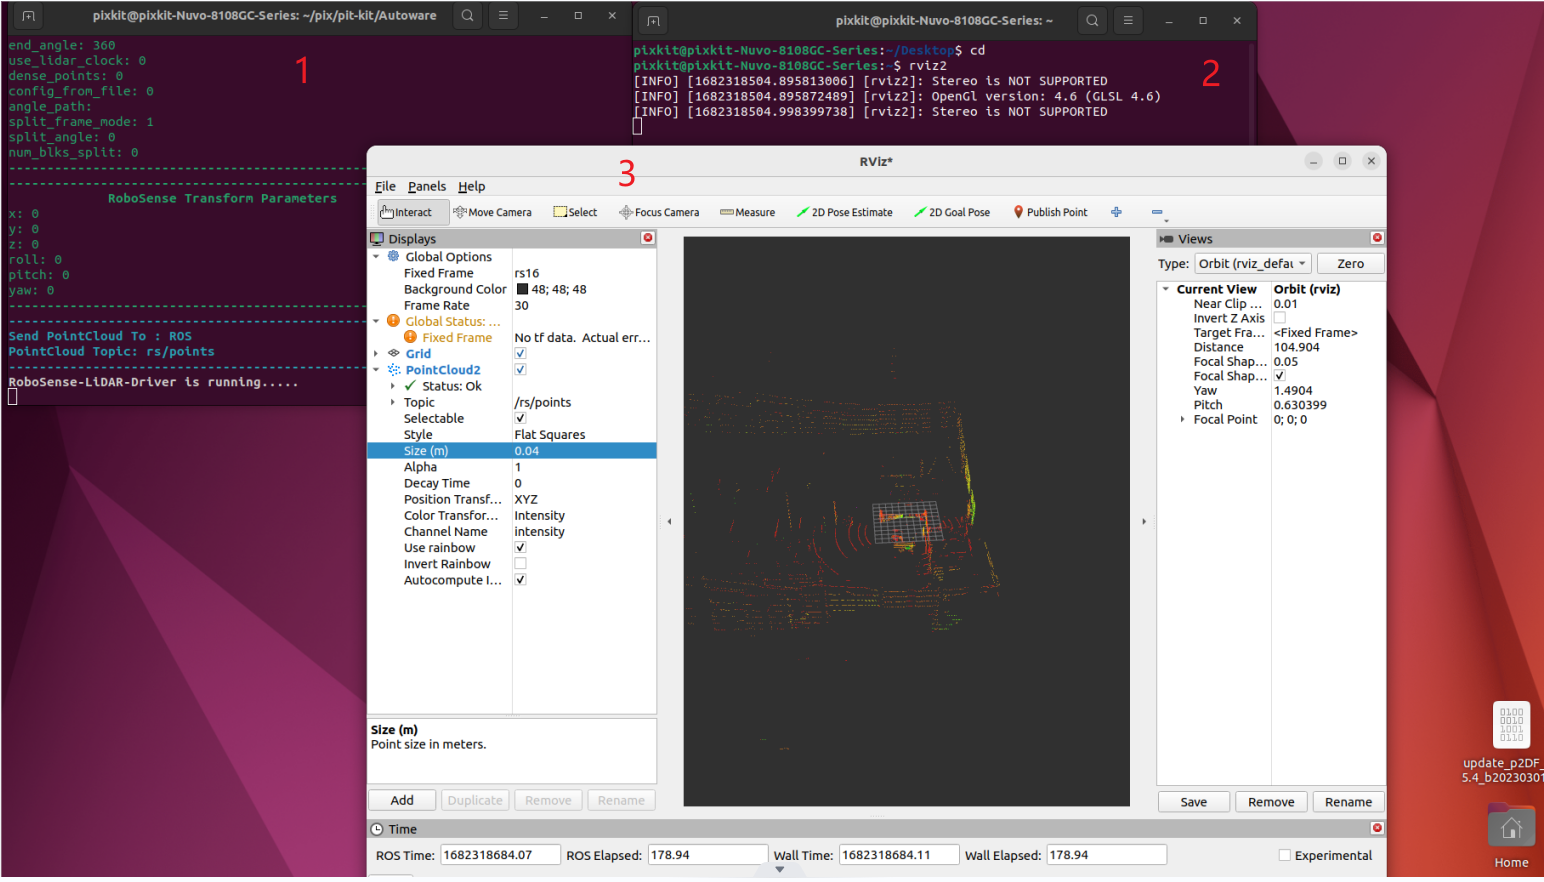 pixkit@pixkit-Nuvo-8108GC-Series: ~/pix/pit-kit/Autoware
end_angle: 360
use_lidar_clock: 0
dense_points: 0
config_from_file: 0
angle_path:
split_frame_mode: 1
split_angle: 0
num_blks_split: 0
RoboSense Transform Parameters
x: 0
y: 0
z: 0
roll: 0
pitch: 0
yaw: 0
Send PointCloud To : ROS
PointCloud Topic: rs/points
RoboSense-LiDAR-Driver is running.....
1
pixkit@pixkit-Nuvo-8108GC-Series: ~
pixkit@pixkit-Nuvo-8108GC-Series:~/Desktop$ cd
pixkit@pixkit-Nuvo-8108GC-Series:~$ rviz2
[INFO] [1682318504.895813006] [rviz2]: Stereo is NOT SUPPORTED
[INFO] [1682318504.895872489] [rviz2]: OpenGl version: 4.6 (GLSL 4.6)
[INFO] [1682318504.998399738] [rviz2]: Stereo is NOT SUPPORTED
2
RViz*
3
File Panels Help
Interact Move Camera Select Focus Camera Measure 2D Pose Estimate 2D Goal Pose Publish Point
Displays
Global Options
Fixed Frame rs16
Background Color 48; 48; 48
Frame Rate 30
Global Status: ...
Fixed Frame No tf data. Actual err...
Grid
PointCloud2
Status: Ok
Topic /rs/points
Selectable
Style Flat Squares
Size (m) 0.04
Alpha 1
Decay Time 0
Position Transf... XYZ
Color Transfor... Intensity
Channel Name intensity
Use rainbow
Invert Rainbow
Autocompute I...
Size (m)
Point size in meters.
Add Duplicate Remove Rename
Views
Type: Orbit (rviz_defau Zero
Current View Orbit (rviz)
Near Clip ... 0.01
Invert Z Axis
Target Fra... <Fixed Frame>
Distance 104.904
Focal Shap... 0.05
Focal Shap...
Yaw 1.4904
Pitch 0.630399
Focal Point 0; 0; 0
Save Remove Rename
Time
ROS Time: 1682318684.07 ROS Elapsed: 178.94 Wall Time: 1682318684.11 Wall Elapsed: 178.94 Experimental
0100
0010
1001
0110
update_p2DF_
5.4_b20230301
Home